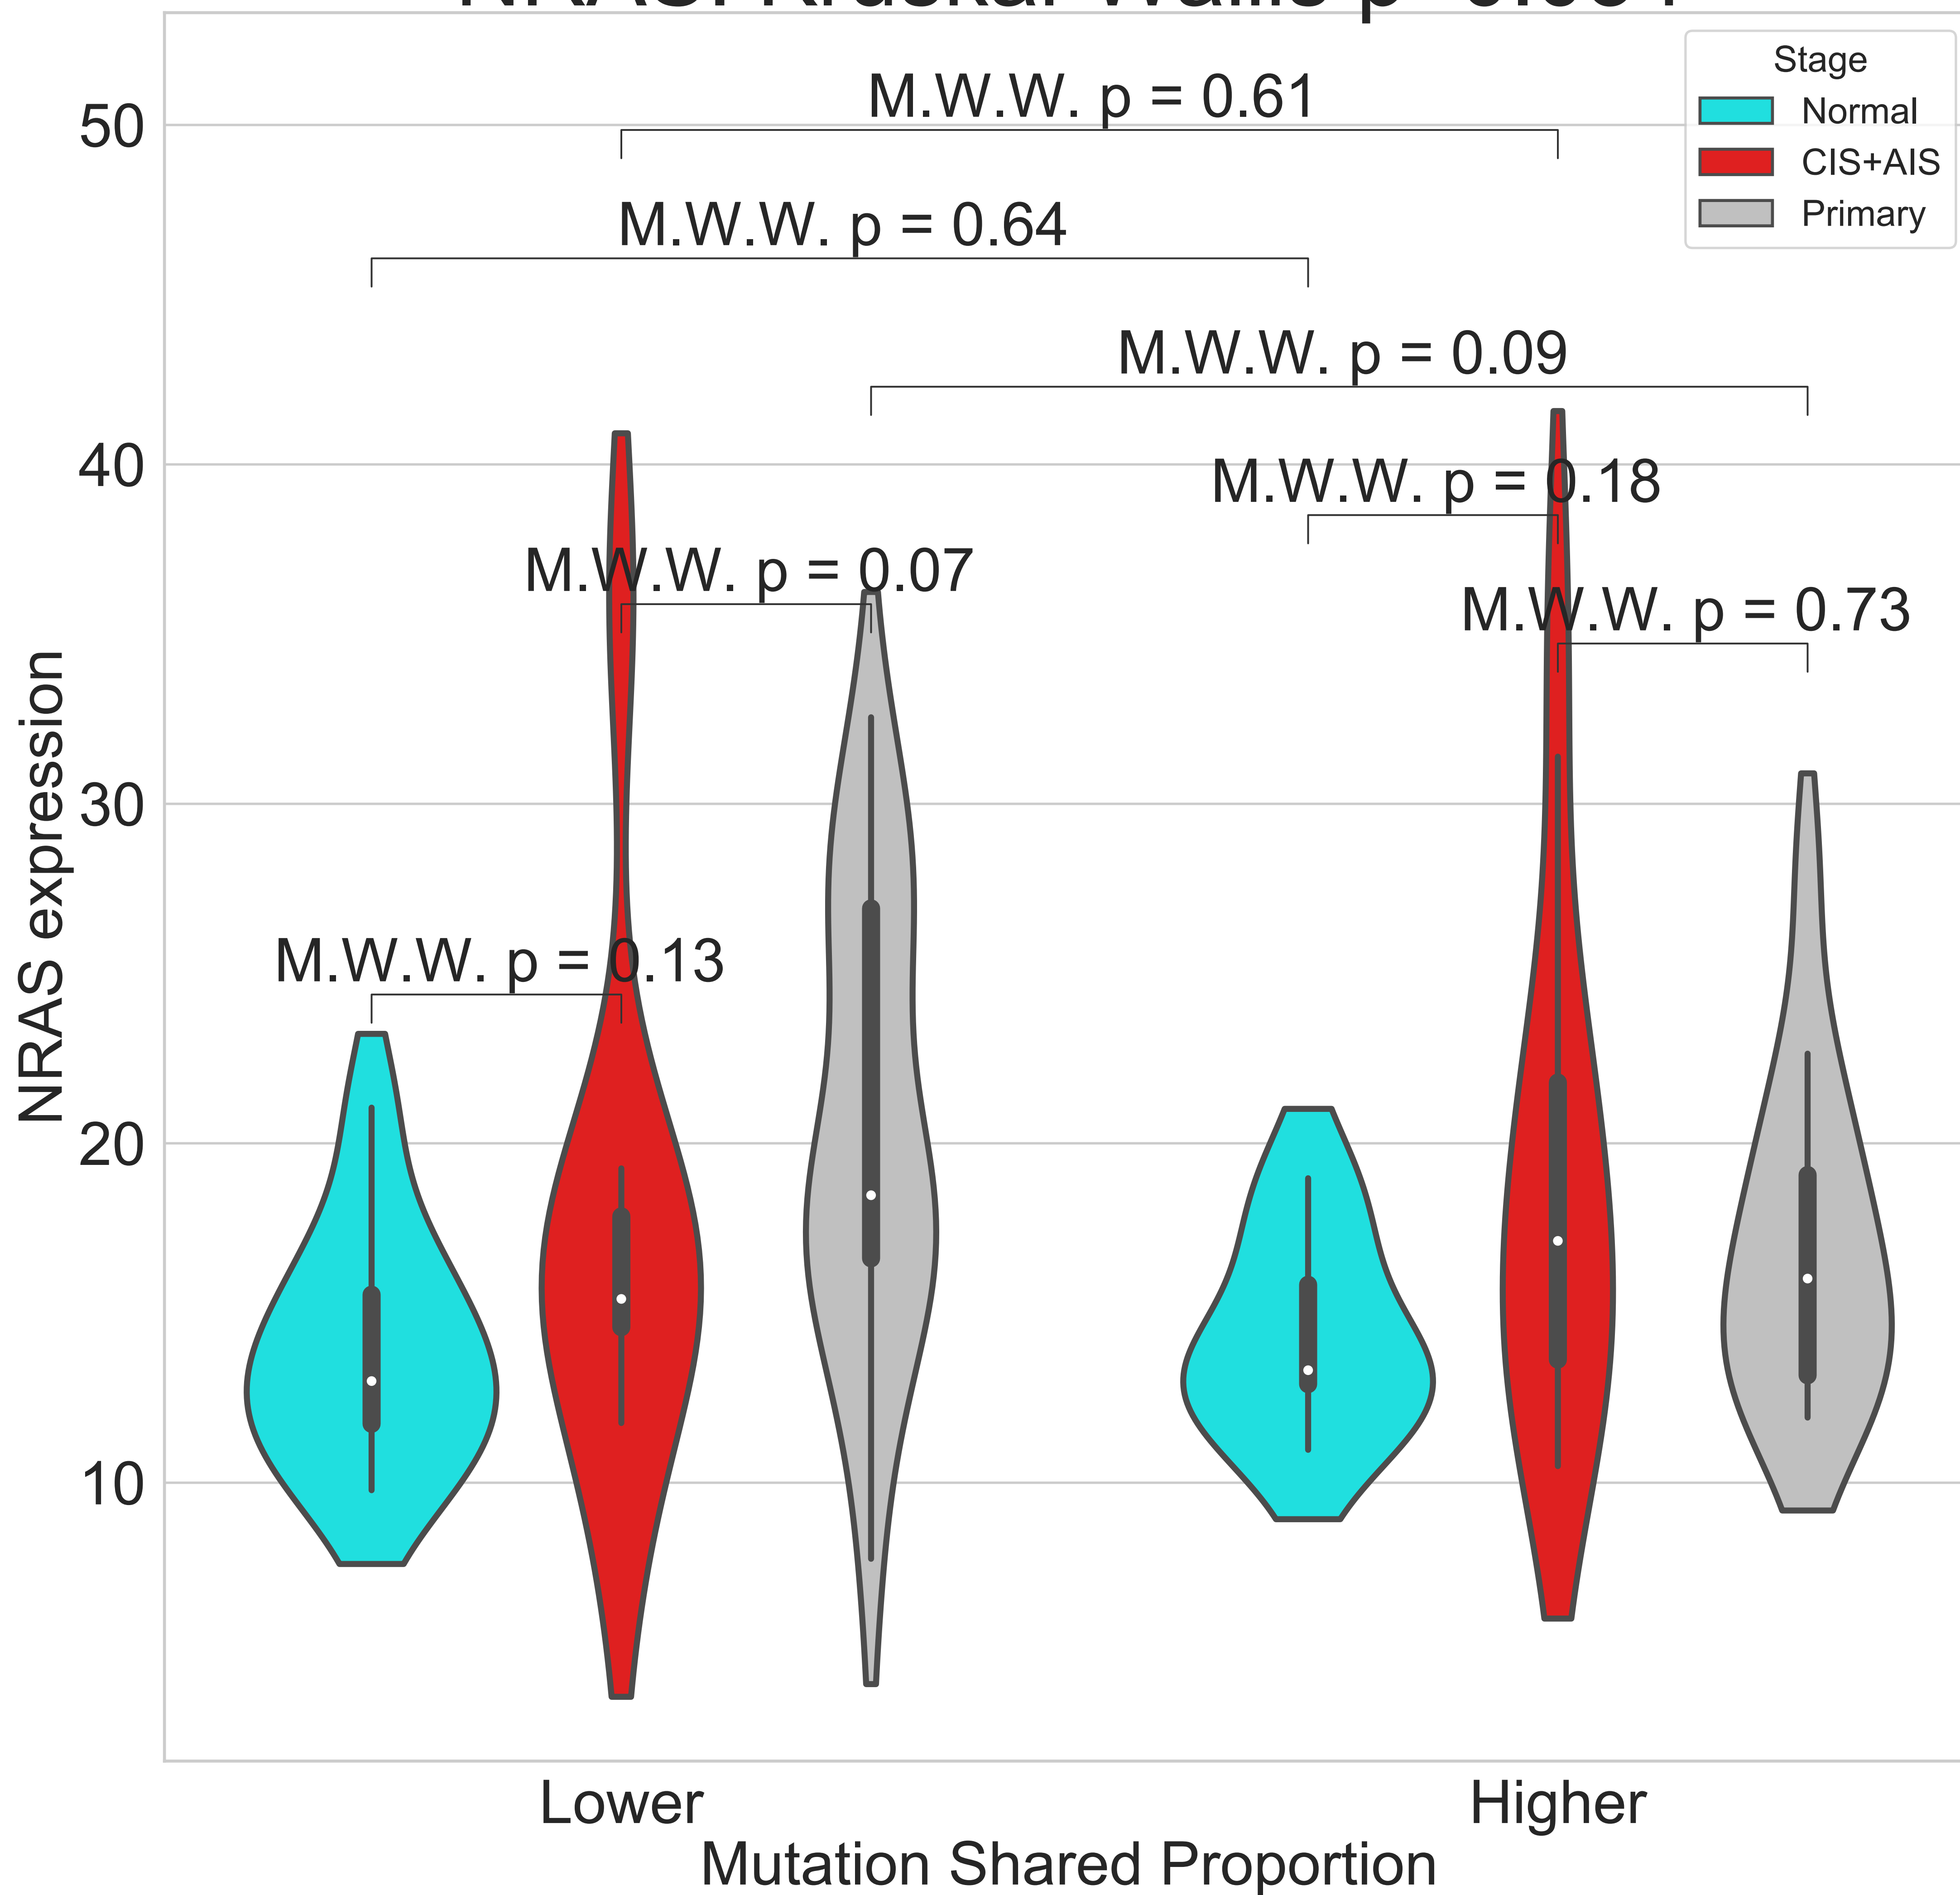 Stage
Normal
CIS+AIS
Primary
M.W.W. p = 0.61
M.W.W. p = 0.64
M.W.W. p = 0.09
M.W.W. p = 0.18
M.W.W. p = 0.07
M.W.W. p = 0.73
M.W.W. p = 0.13
50
40
30
20
10
NRAS expression
Lower
Higher
Mutation Shared Proportion